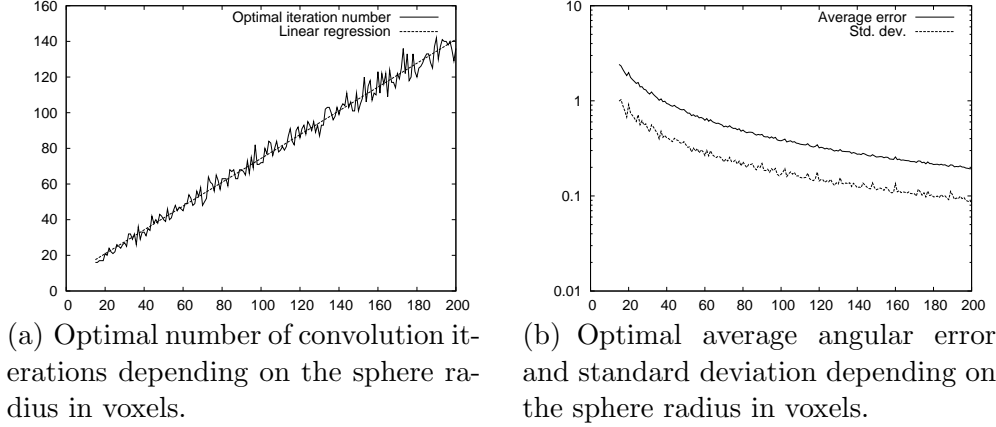 160
140
120
100
80
60
40
20
0
Optimal iteration number
Linear regression
0 20 40 60 80 100 120 140 160 180 200
(a) Optimal number of convolution it-
erations depending on the sphere ra-
dius in voxels.
10
1
0.1
0.01
Average error
Std. dev.
0 20 40 60 80 100 120 140 160 180 200
(b) Optimal average angular error
and standard deviation depending on
the sphere radius in voxels.